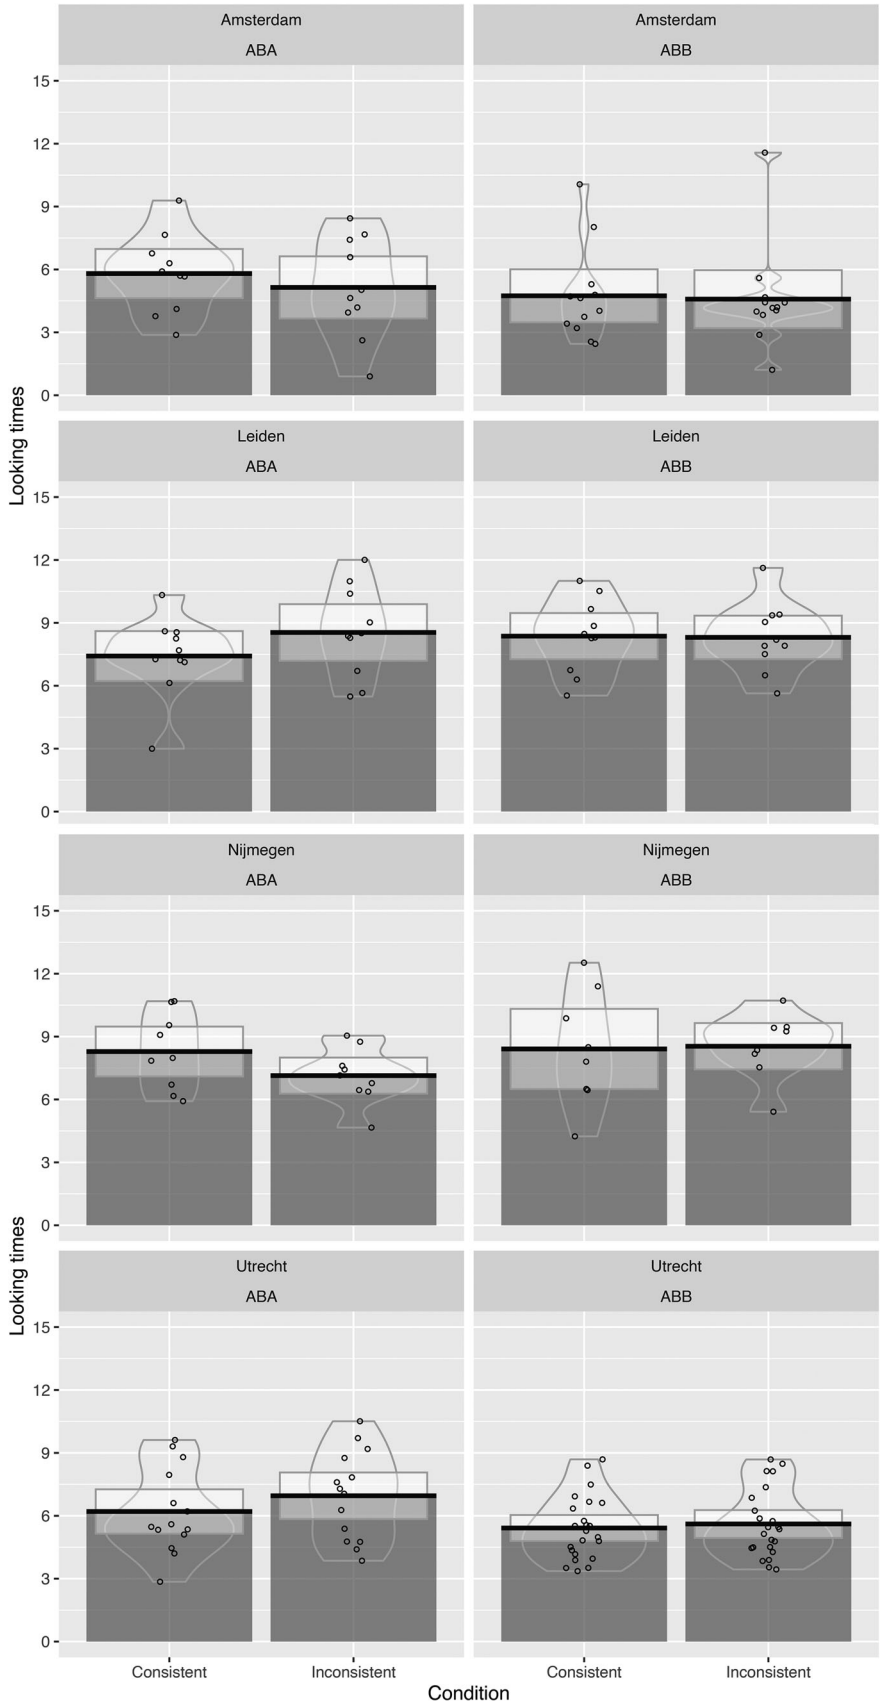 Amsterdam
ABA
Amsterdam
ABB
15
12
9
6
3
0
Leiden
ABA
Leiden
ABB
15
12
9
6
3
0
Looking times
Nijmegen
ABA
Nijmegen
ABB
15
12
9
6
3
0
Utrecht
ABA
Utrecht
ABB
15
12
9
6
3
0
Looking times
Consistent
Inconsistent
Consistent
Inconsistent
Condition